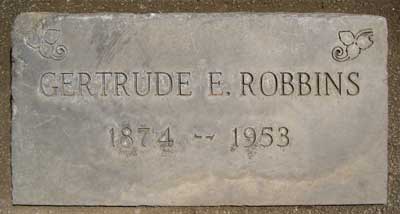 GERTRUDE E. ROBBINS
1874 -- 1953